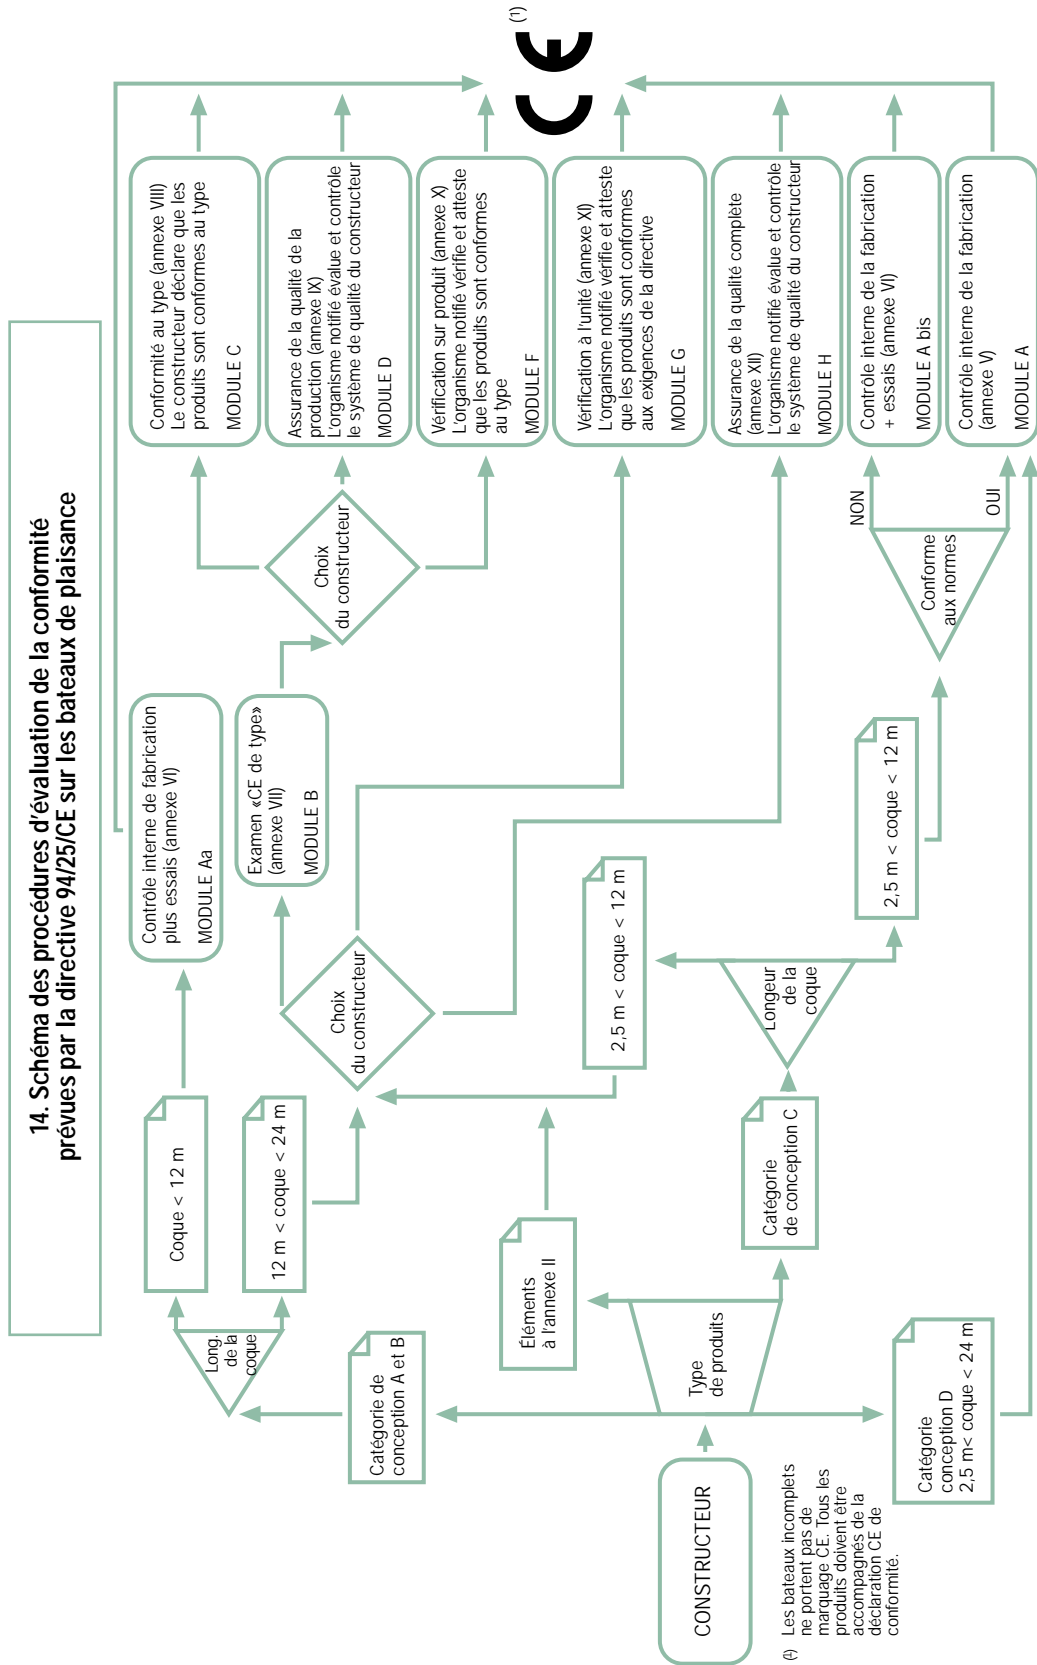 14. Schéma des procédures d'évaluation de la conformité
prévues par la directive 94/25/CE sur les bateaux de plaisance
CONSTRUCTEUR
Type
de produits
Catégorie de
conception A et B
Éléments
à l'annexe II
Catégorie
de conception C
Catégorie
conception D
2,5 m< coque < 24 m
Long.
de la
coque
Coque < 12 m
12 m < coque < 24 m
Longeur
de la
coque
2,5 m < coque < 12 m
2,5 m < coque < 12 m
Choix
du constructeur
Contrôle interne de fabrication
plus essais (annexe VI)
MODULE Aa
Examen «CE de type»
(annexe VII)
MODULE B
Choix
du constructeur
Conforme
aux normes
NON
OUI
Conformité au type (annexe VIII)
Le constructeur déclare que les
produits sont conformes au type
MODULE C
Assurance de la qualité de la
production (annexe IX)
L'organisme notifié évalue et contrôle
le système de qualité du constructeur
MODULE D
Vérification sur produit (annexe X)
L'organisme notifié vérifie et atteste
que les produits sont conformes
au type
MODULE F
Vérification à l'unité (annexe XI)
L'organisme notifié vérifie et atteste
que les produits sont conformes
aux exigences de la directive
MODULE G
Assurance de la qualité complète
(annexe XII)
L'organisme notifié évalue et contrôle
le système de qualité du constructeur
MODULE H
Contrôle interne de la fabrication
+ essais (annexe VI)
MODULE A bis
Contrôle interne de la fabrication
(annexe V)
MODULE A
CE (1)
(1) Les bateaux incomplets
ne portent pas de
marquage CE. Tous les
produits doivent être
accompagnés de la
déclaration CE de
conformité.